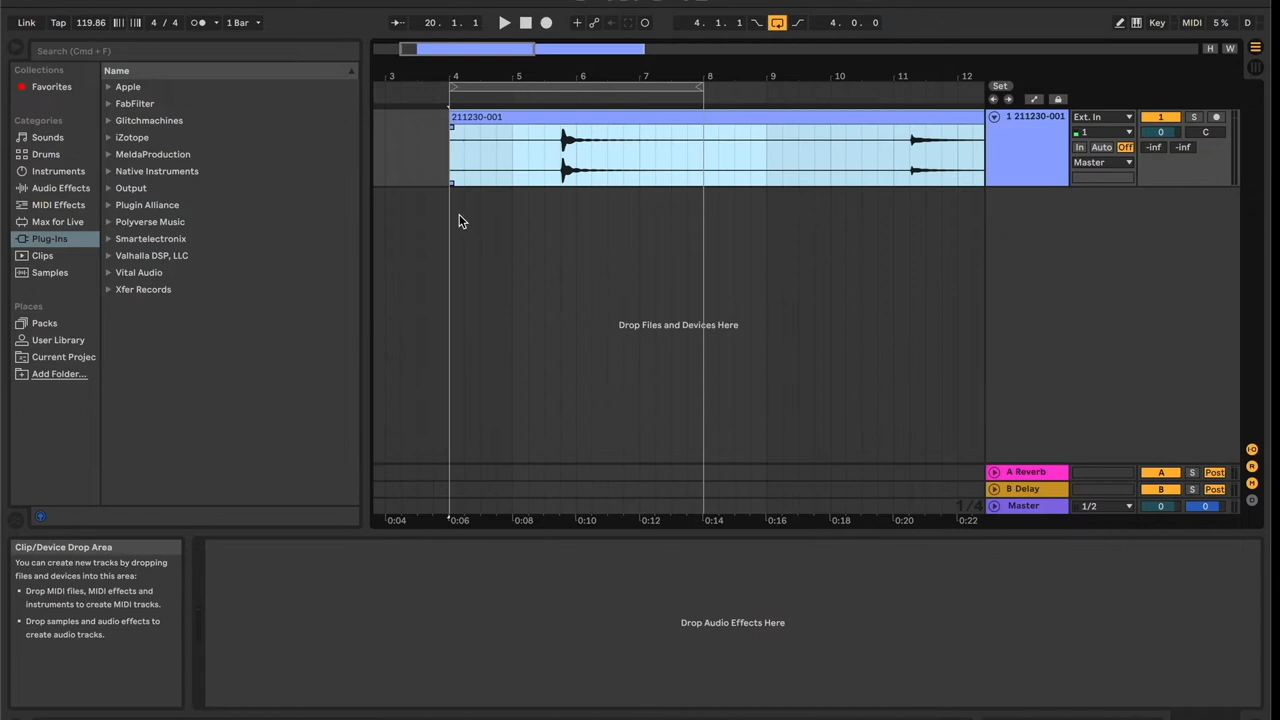 Link Tap 119.86 4 / 4 1 Bar 20. 1. 1 4. 1. 1 4. 0. 0 Key MIDI 5 % D
Search (Cmd + F)
H W
Collections
Favorites
Categories
Sounds
Drums
Instruments
Audio Effects
MIDI Effects
Max for Live
Plug-Ins
Clips
Samples
Places
Packs
User Library
Current Projec
Add Folder...
Name
Apple
FabFilter
Glitchmachines
iZotope
MeldaProduction
Native Instruments
Output
Plugin Alliance
Polyverse Music
Smartelectronix
Valhalla DSP, LLC
Vital Audio
Xfer Records
3 4 5 6 7 8 9 10 11 12
Set
211230-001
1 211230-001 Ext. In 1 S
1 0 C
In Auto Off -inf -inf
Master
Drop Files and Devices Here
A Reverb A S Post
B Delay B S Post
1/4
Master 1/2 0 0
0:04 0:06 0:08 0:10 0:12 0:14 0:16 0:18 0:20 0:22
I·O
R
M
D
Clip/Device Drop Area
You can create new tracks by dropping
files and devices into this area:
Drop MIDI files, MIDI effects and
instruments to create MIDI tracks.
Drop samples and audio effects to
create audio tracks.
Drop Audio Effects Here